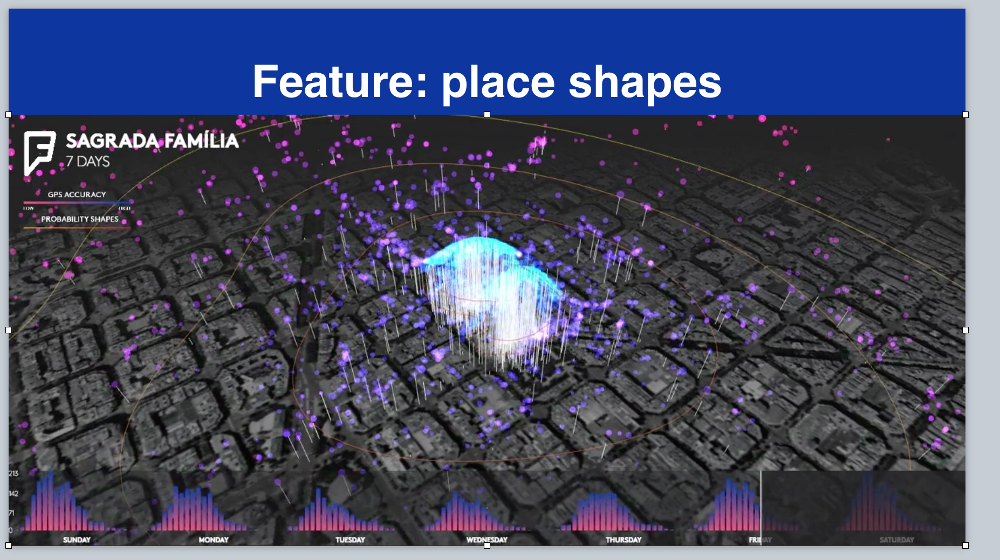 Feature: place shapes
SAGRADA FAMÍLIA
7 DAYS
GPS ACCURACY
LOW HIGH
PROBABILITY SHAPES
213
142
71
0
SUNDAY MONDAY TUESDAY WEDNESDAY THURSDAY FRIDAY SATURDAY